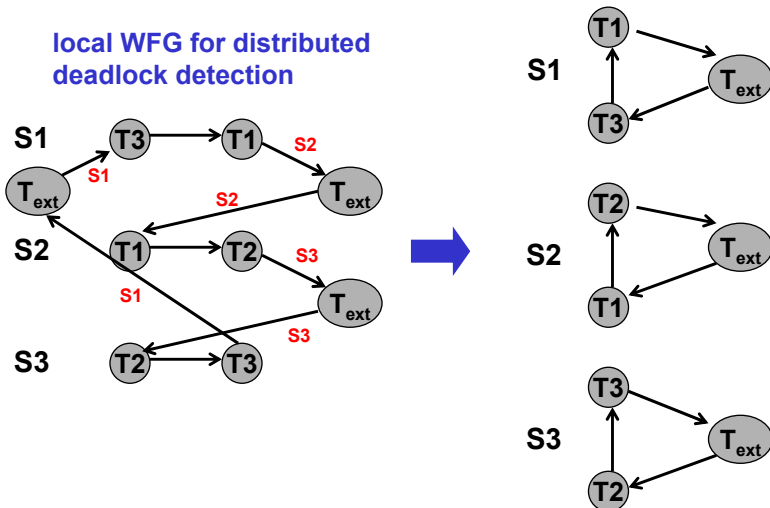 local WFG for distributed
deadlock detection
S1
T3
T1
S2
S1
T_ext
T_ext
S2
S2
T1
T2
S3
S1
T_ext
S3
S3
T2
T3
S1
T1
T_ext
T3
S2
T2
T_ext
T1
S3
T3
T_ext
T2